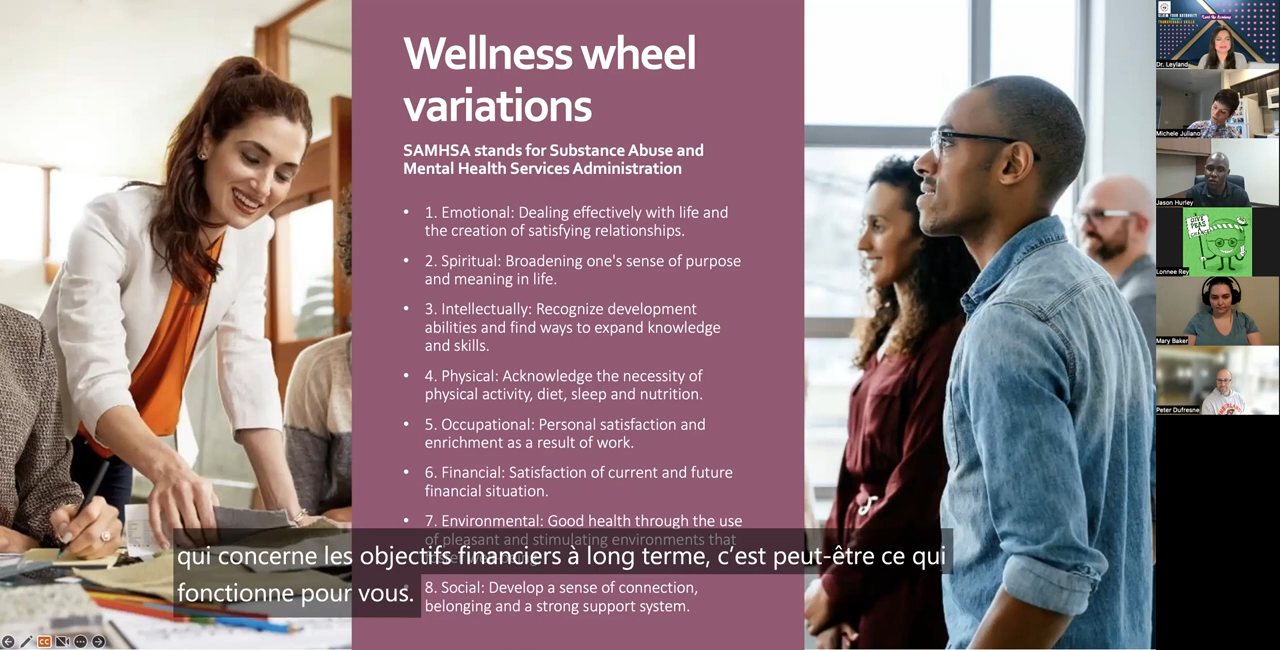 Wellness wheel
variations
SAMHSA stands for Substance Abuse and
Mental Health Services Administration
• 1. Emotional: Dealing effectively with life and
the creation of satisfying relationships.
• 2. Spiritual: Broadening one's sense of purpose
and meaning in life.
• 3. Intellectually: Recognize development
abilities and find ways to expand knowledge
and skills.
• 4. Physical: Acknowledge the necessity of
physical activity, diet, sleep and nutrition.
• 5. Occupational: Personal satisfaction and
enrichment as a result of work.
• 6. Financial: Satisfaction of current and future
financial situation.
• 7. Environmental: Good health through the use
of pleasant and stimulating environments that
• 8. Social: Develop a sense of connection,
belonging and a strong support system.
qui concerne les objectifs financiers à long terme, c’est peut-être ce qui
fonctionne pour vous.
CC
Dr. Leyland
Michele Juliano
Jason Hurley
GIVE
PEAS
Lonnee Rey
Mary Baker
Peter Dufresne